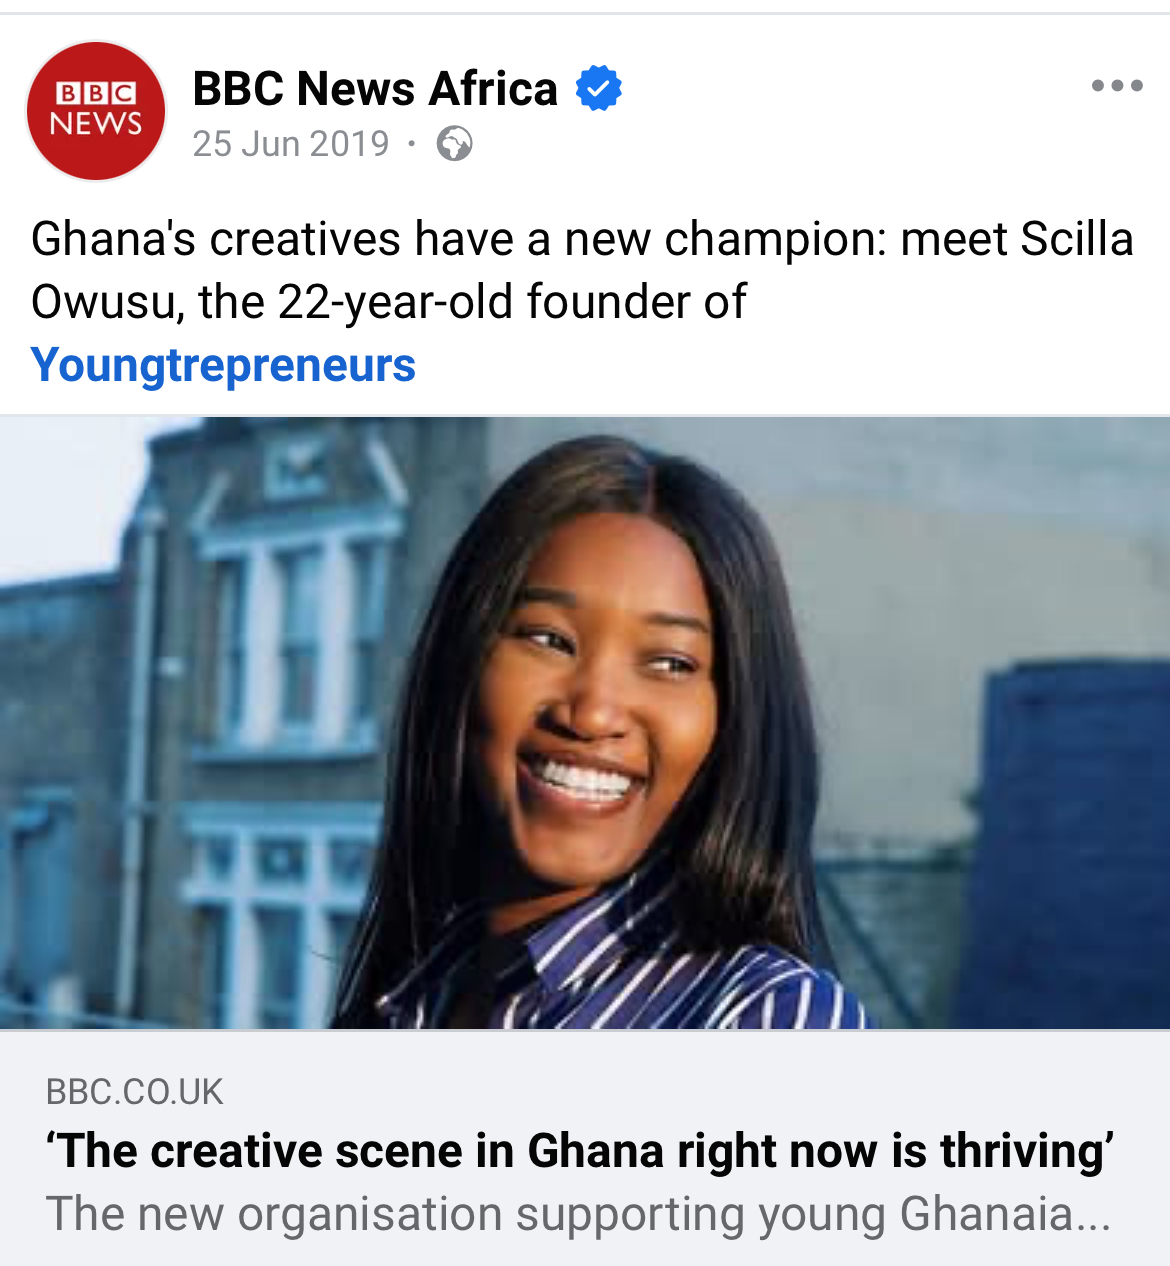 BBC
NEWS
BBC News Africa
25 Jun 2019 ·
Ghana's creatives have a new champion: meet Scilla
Owusu, the 22-year-old founder of
Youngtrepreneurs
BBC.CO.UK
‘The creative scene in Ghana right now is thriving’
The new organisation supporting young Ghanaia...